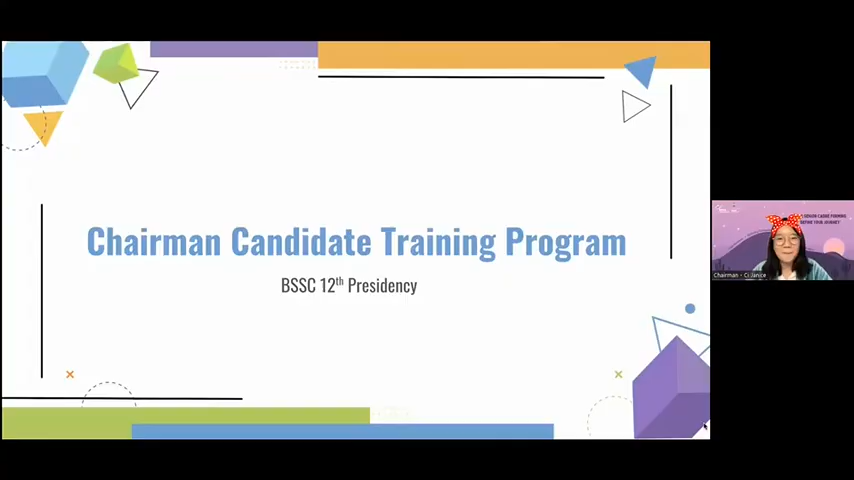 Chairman Candidate Training Program
BSSC 12th Presidency
Chairman - Ci Janice